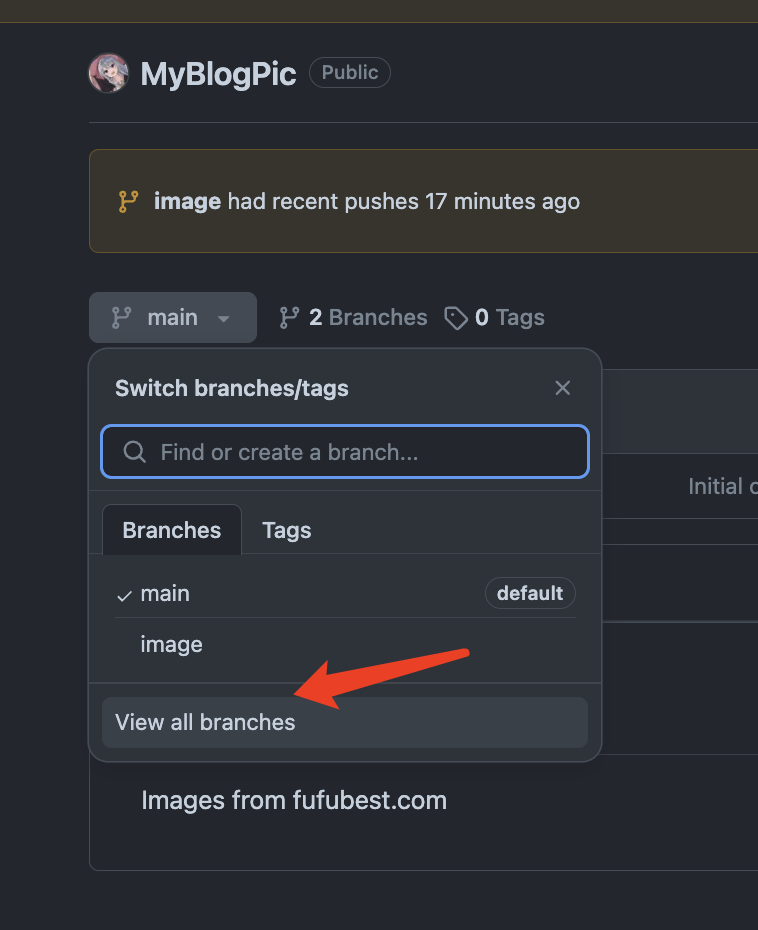 MyBlogPic Public
image had recent pushes 17 minutes ago
main 2 Branches 0 Tags
Switch branches/tags
Find or create a branch...
Initial
Branches Tags
main default
image
View all branches
Images from fufubest.com